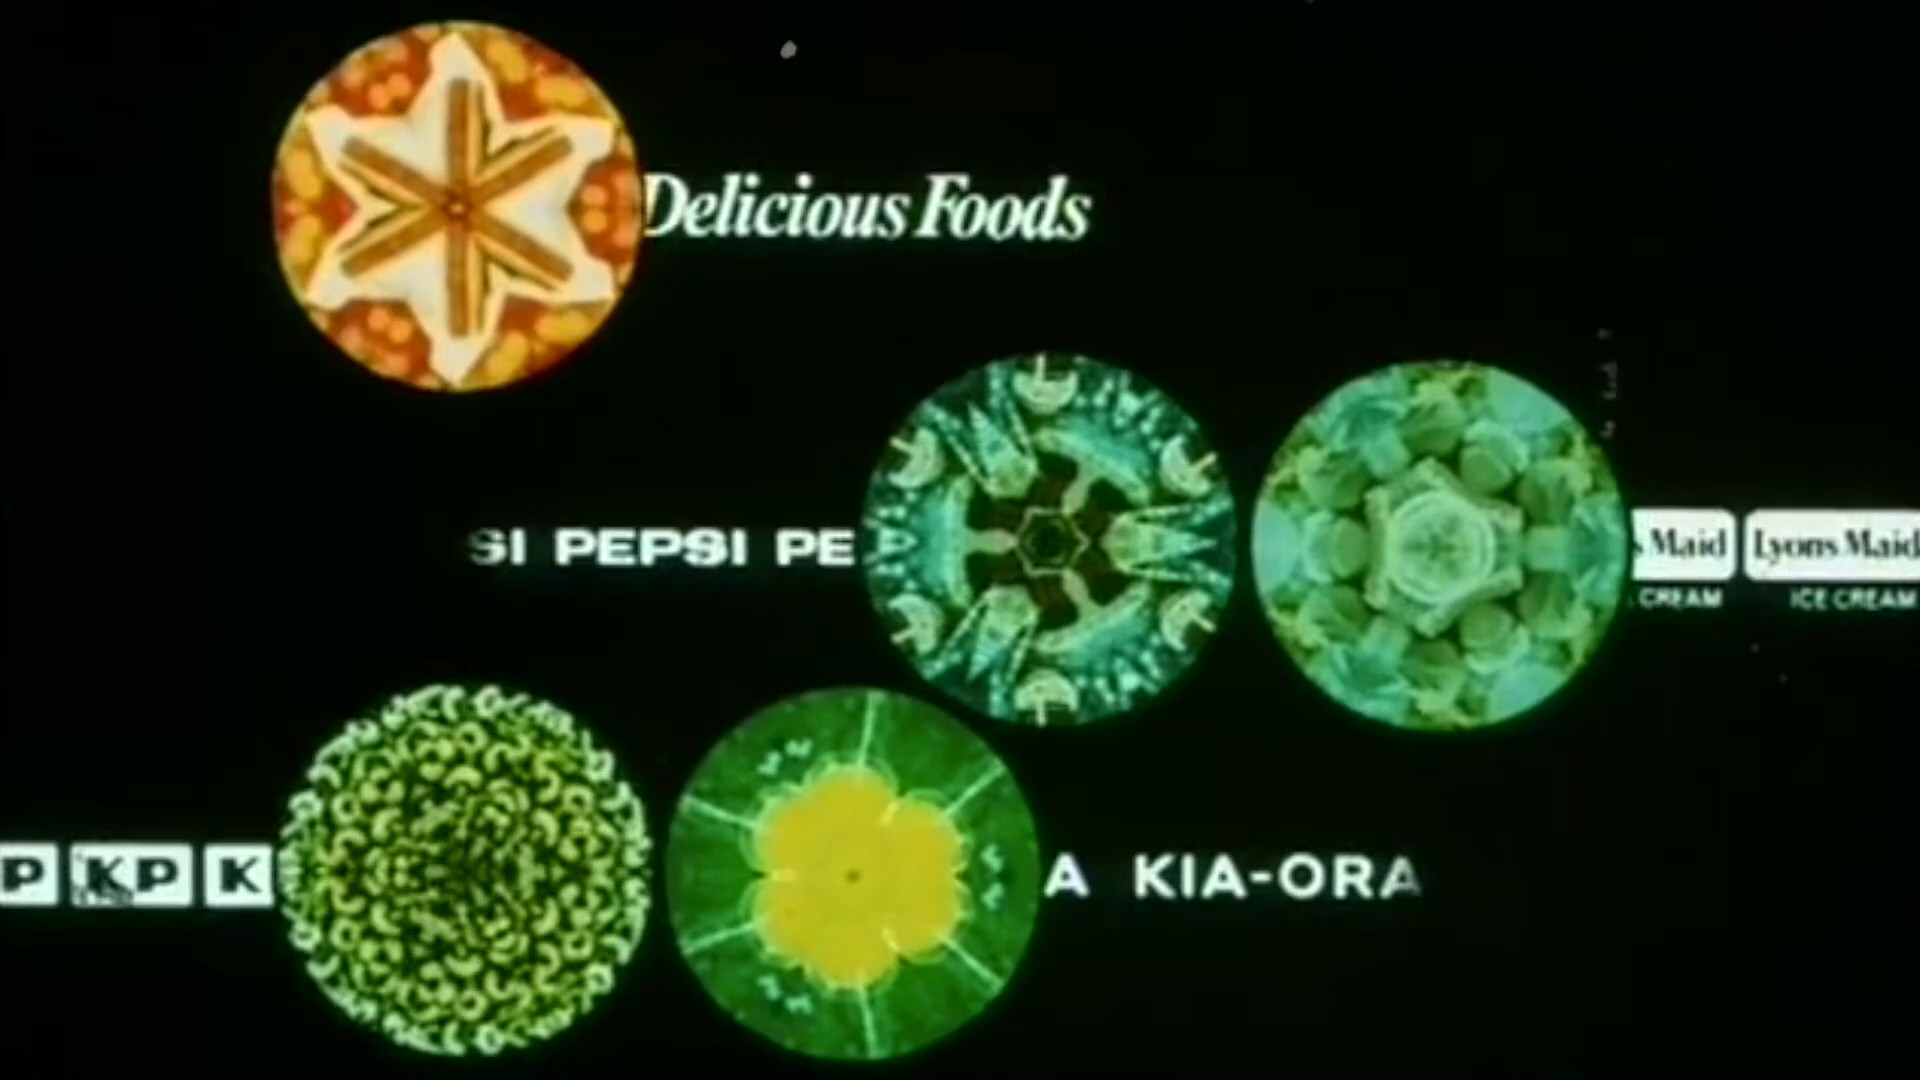 Delicious Foods
SI PEPSI PE
Maid Lyons Maid
CREAM ICE CREAM
P KP K
A KIA-ORA